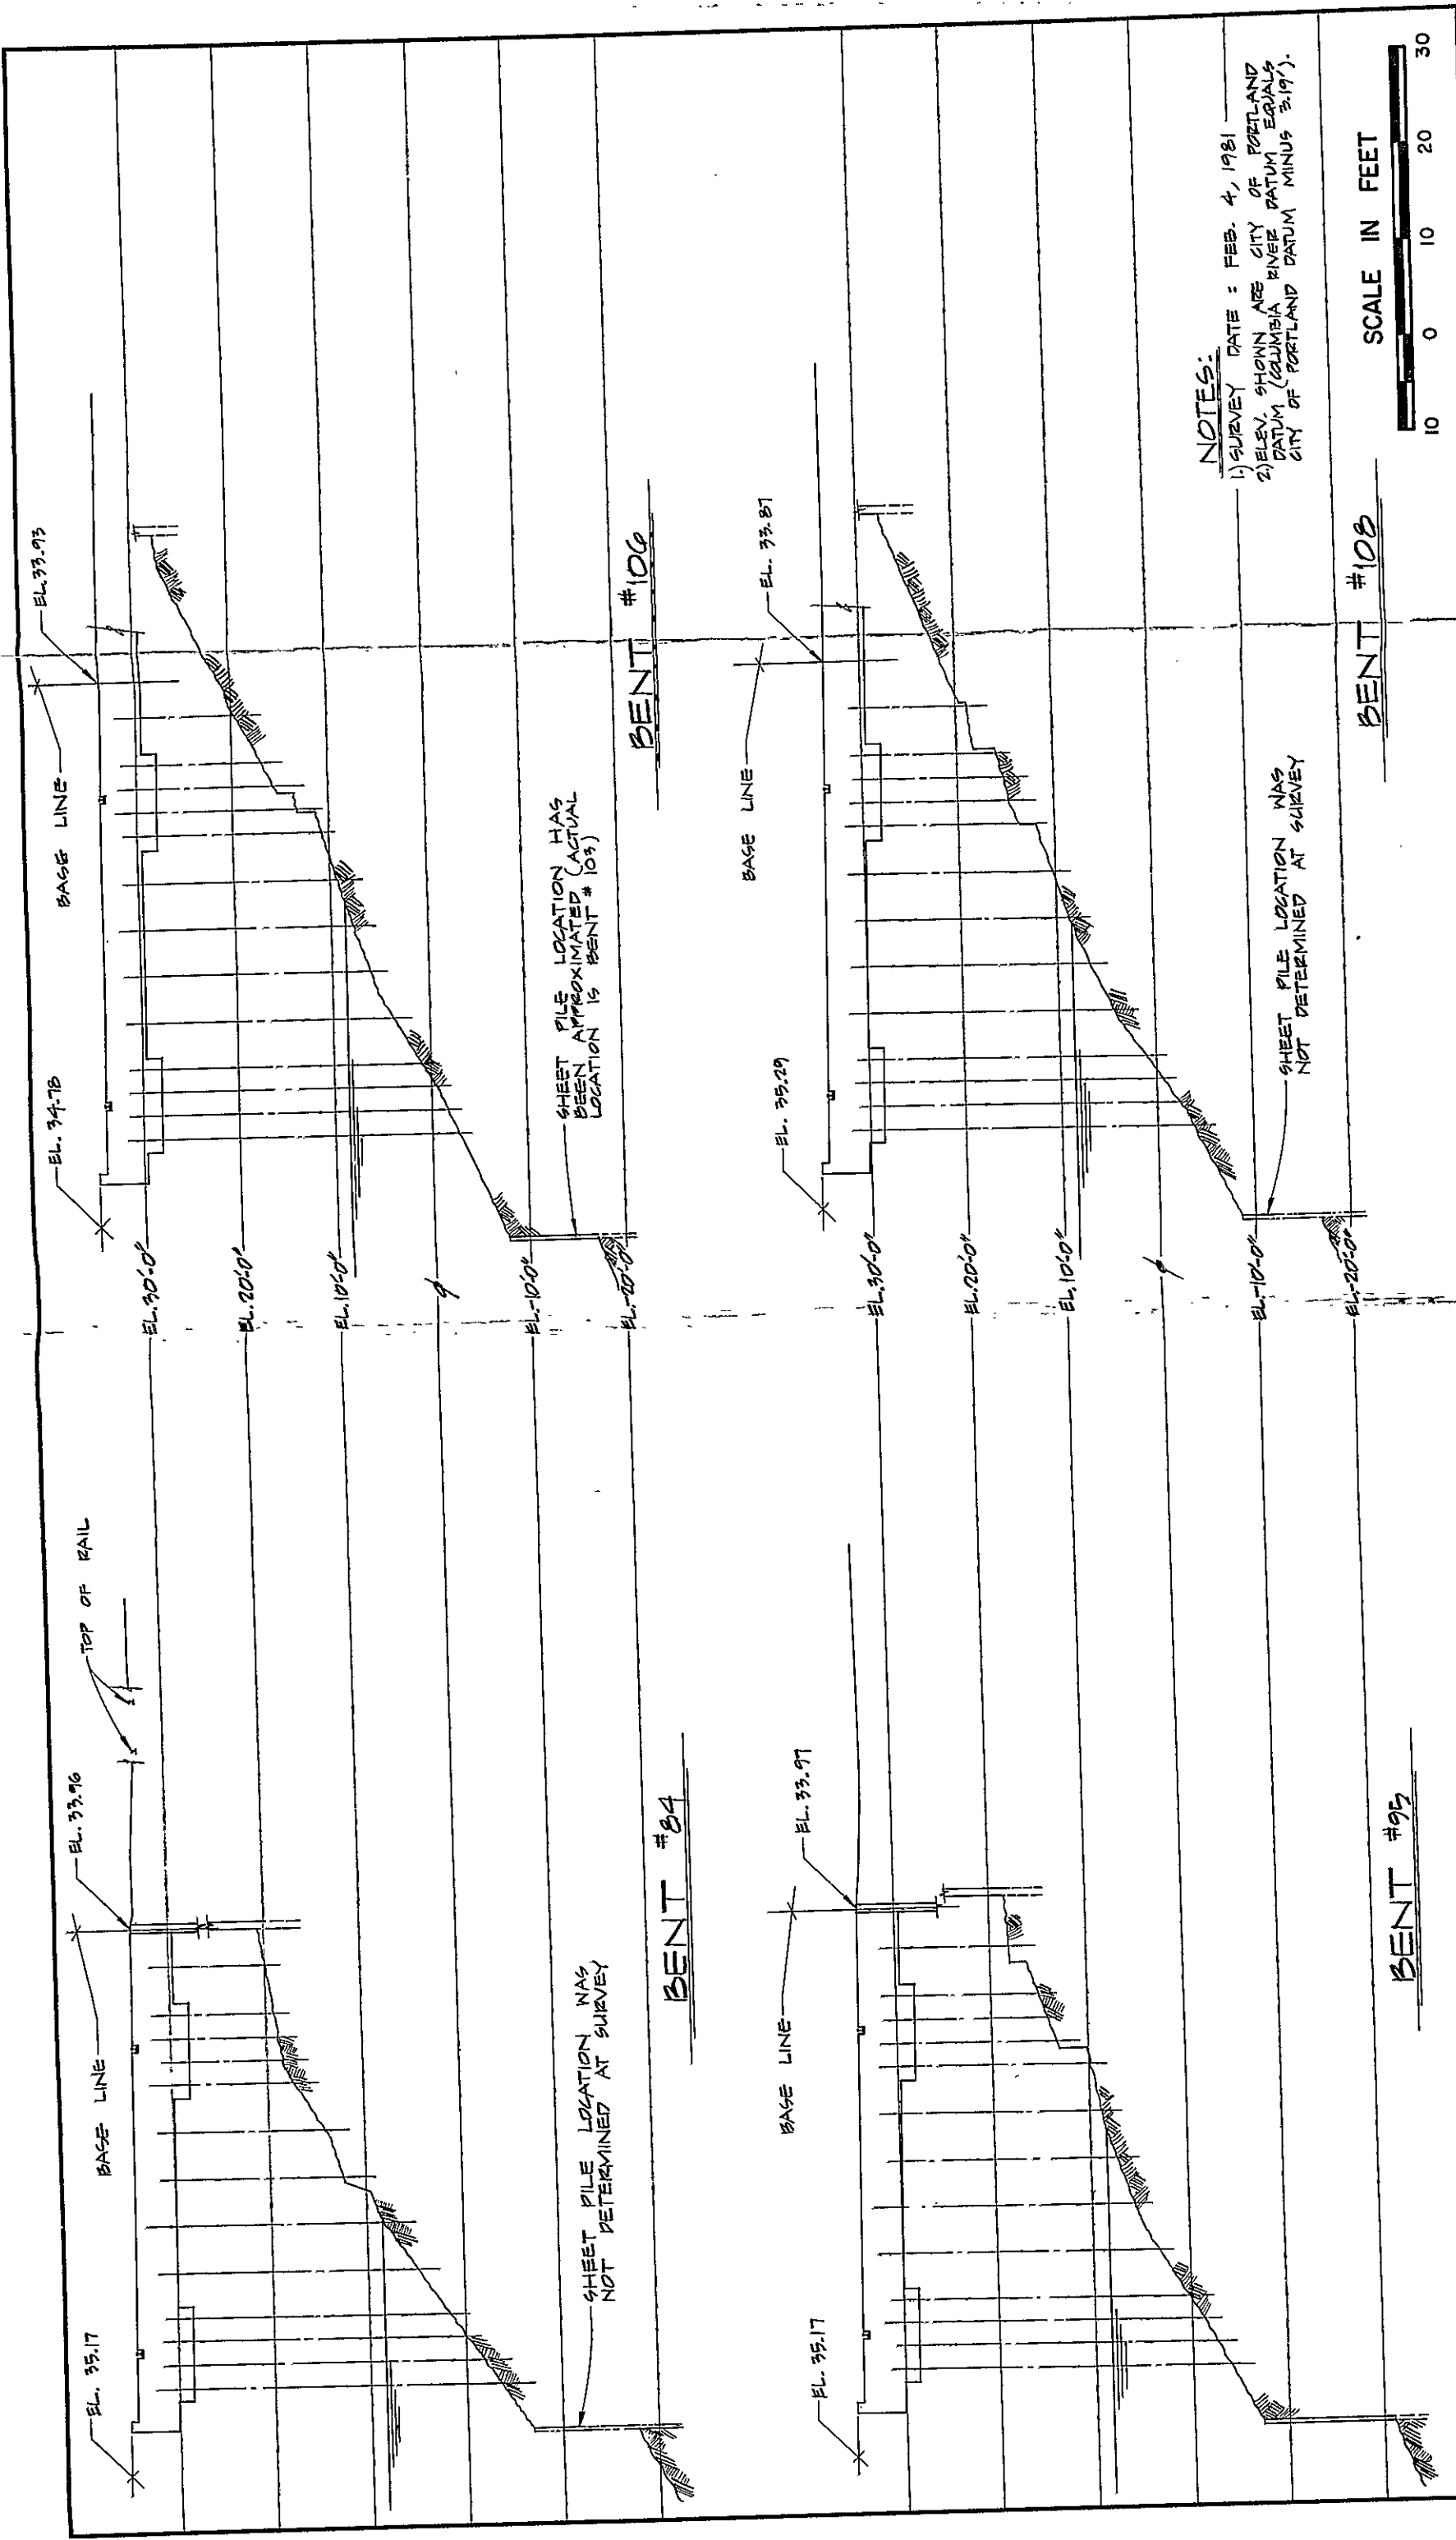 EL. 35.17
BASE LINE
EL. 33.96
TOP OF RAIL
SHEET PILE LOCATION WAS
NOT DETERMINED AT SURVEY
BENT #84
EL. 34.78
BASE LINE
EL. 33.93
EL. 30'-0"
EL. 20'-0"
EL. 10'-0"
EL. -10'-0"
EL. -20'-0"
SHEET PILE LOCATION HAS
BEEN APPROXIMATED (ACTUAL
LOCATION IS BENT # 103)
BENT #106
EL. 35.17
BASE LINE
EL. 33.97
BENT #95
EL. 35.29
BASE LINE
EL. 33.87
EL. 30'-0"
EL. 20'-0"
EL. 10'-0"
EL. -10'-0"
EL. -20'-0"
SHEET PILE LOCATION WAS
NOT DETERMINED AT SURVEY
BENT #108
NOTES:
1.) SURVEY DATE = FEB. 4, 1981
2.) ELEV. SHOWN ARE CITY OF PORTLAND
DATUM (COLUMBIA RIVER DATUM EQUALS
CITY OF PORTLAND DATUM MINUS 3.19').
SCALE IN FEET
10 0 10 20 30